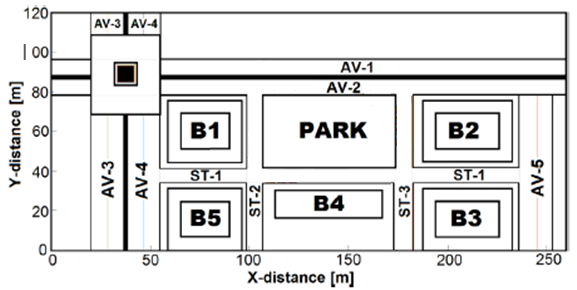 AV-3 AV-4
120
100
80
60
40
20
0
Y-distance [m]
AV-1
AV-2
B1
PARK
B2
AV-3
AV-4
ST-1
ST-2
ST-3
ST-1
AV-5
B5
B4
B3
0 50 100 150 200 250
X-distance [m]